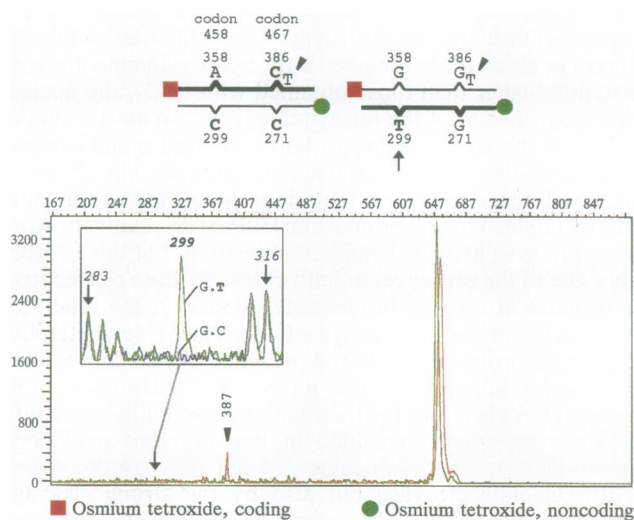 codon codon
458 467
358 386 358 386
A C T G G T
C C T G
299 271 299 271
167 207 247 287 327 367 407 447 487 527 567 607 647 687 727 767 807 847
3200
2400
1600
800
0
283
299
316
G.T
G.C
387
Osmium tetroxide, coding Osmium tetroxide, noncoding